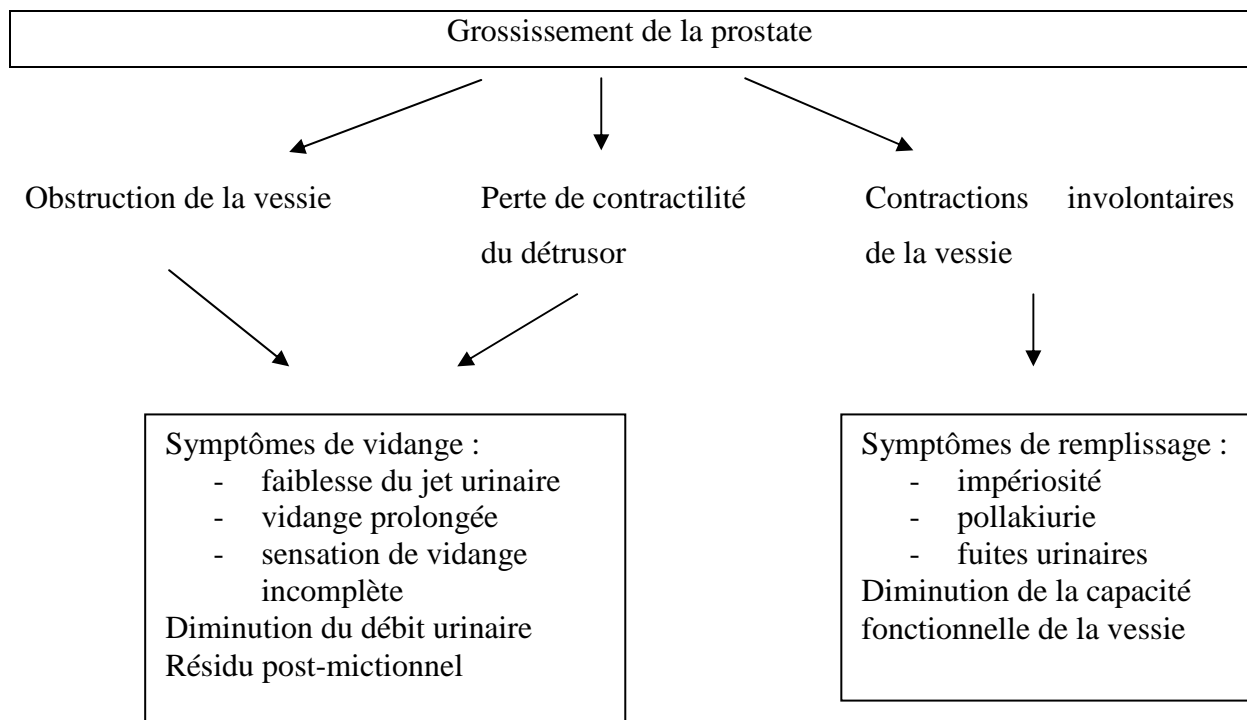 Grossissement de la prostate
Obstruction de la vessie
Perte de contractilité
du détrusor
Contractions involontaires
de la vessie
Symptômes de vidange :
- faiblesse du jet urinaire
- vidange prolongée
- sensation de vidange
incomplète
Diminution du débit urinaire
Résidu post-mictionnel
Symptômes de remplissage :
- impériosité
- pollakiurie
- fuites urinaires
Diminution de la capacité
fonctionnelle de la vessie